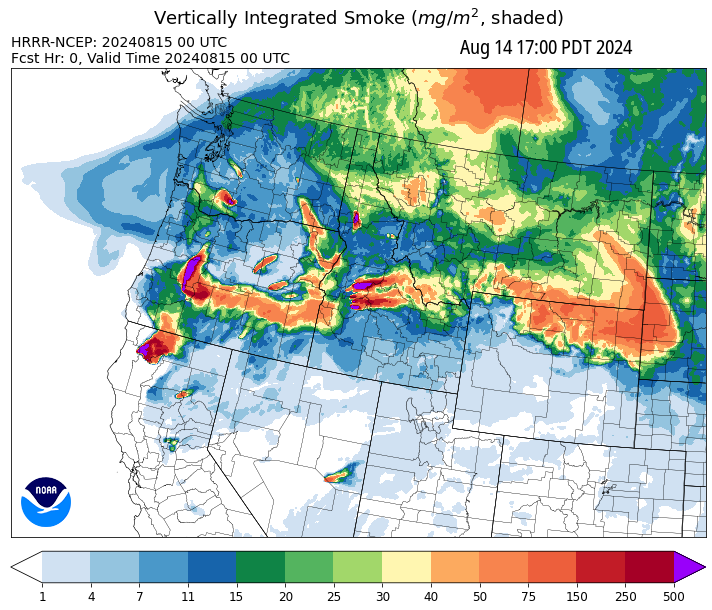 Vertically Integrated Smoke (mg/m², shaded)
HRRR-NCEP: 20240815 00 UTC
Fcst Hr: 0, Valid Time 20240815 00 UTC
Aug 14 17:00 PDT 2024
NOAA
1 4 7 11 15 20 25 30 40 50 75 150 250 500